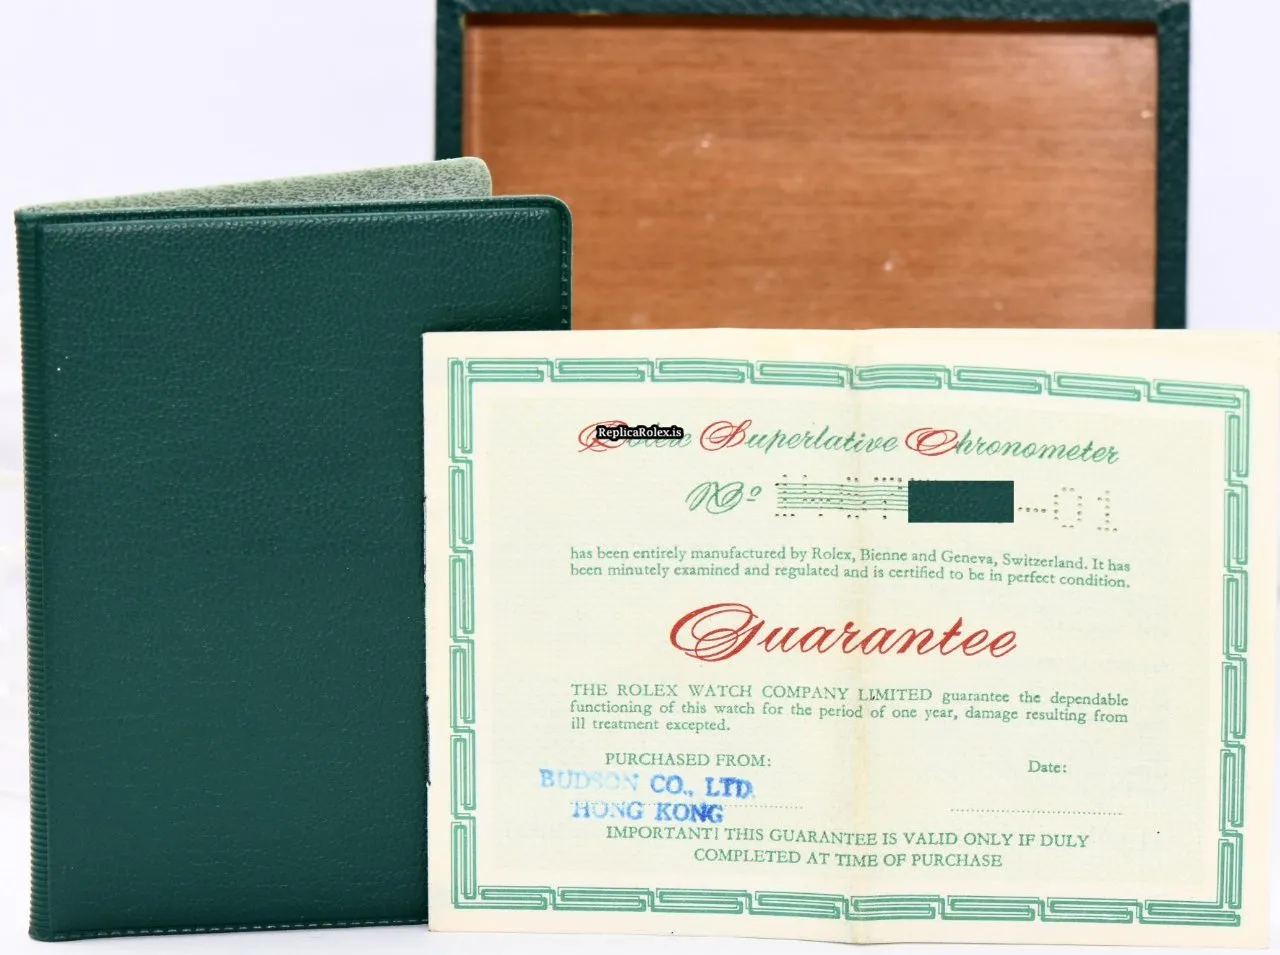 Rolex Superlative Chronometer
ReplicaRolex.is
Nº -01
has been entirely manufactured by Rolex, Bienne and Geneva, Switzerland. It has
been minutely examined and regulated and is certified to be in perfect condition.
Guarantee
THE ROLEX WATCH COMPANY LIMITED guarantee the dependable
functioning of this watch for the period of one year, damage resulting from
ill treatment excepted.
PURCHASED FROM:
Date:
BUDSON CO., LTD.
HONG KONG
IMPORTANT! THIS GUARANTEE IS VALID ONLY IF DULY
COMPLETED AT TIME OF PURCHASE